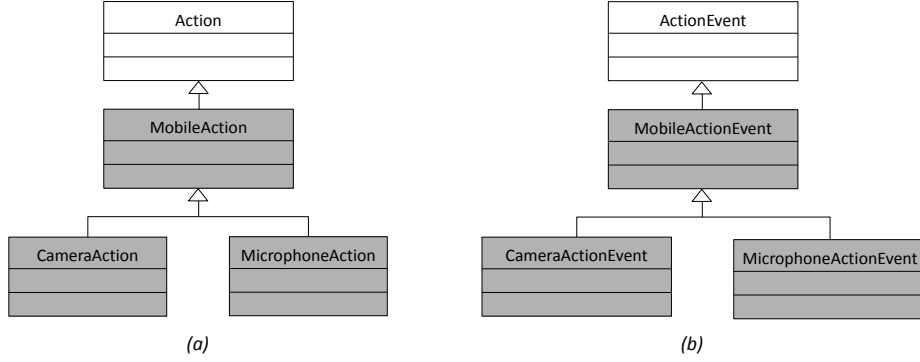 Action
MobileAction
CameraAction
MicrophoneAction
(a)
ActionEvent
MobileActionEvent
CameraActionEvent
MicrophoneActionEvent
(b)